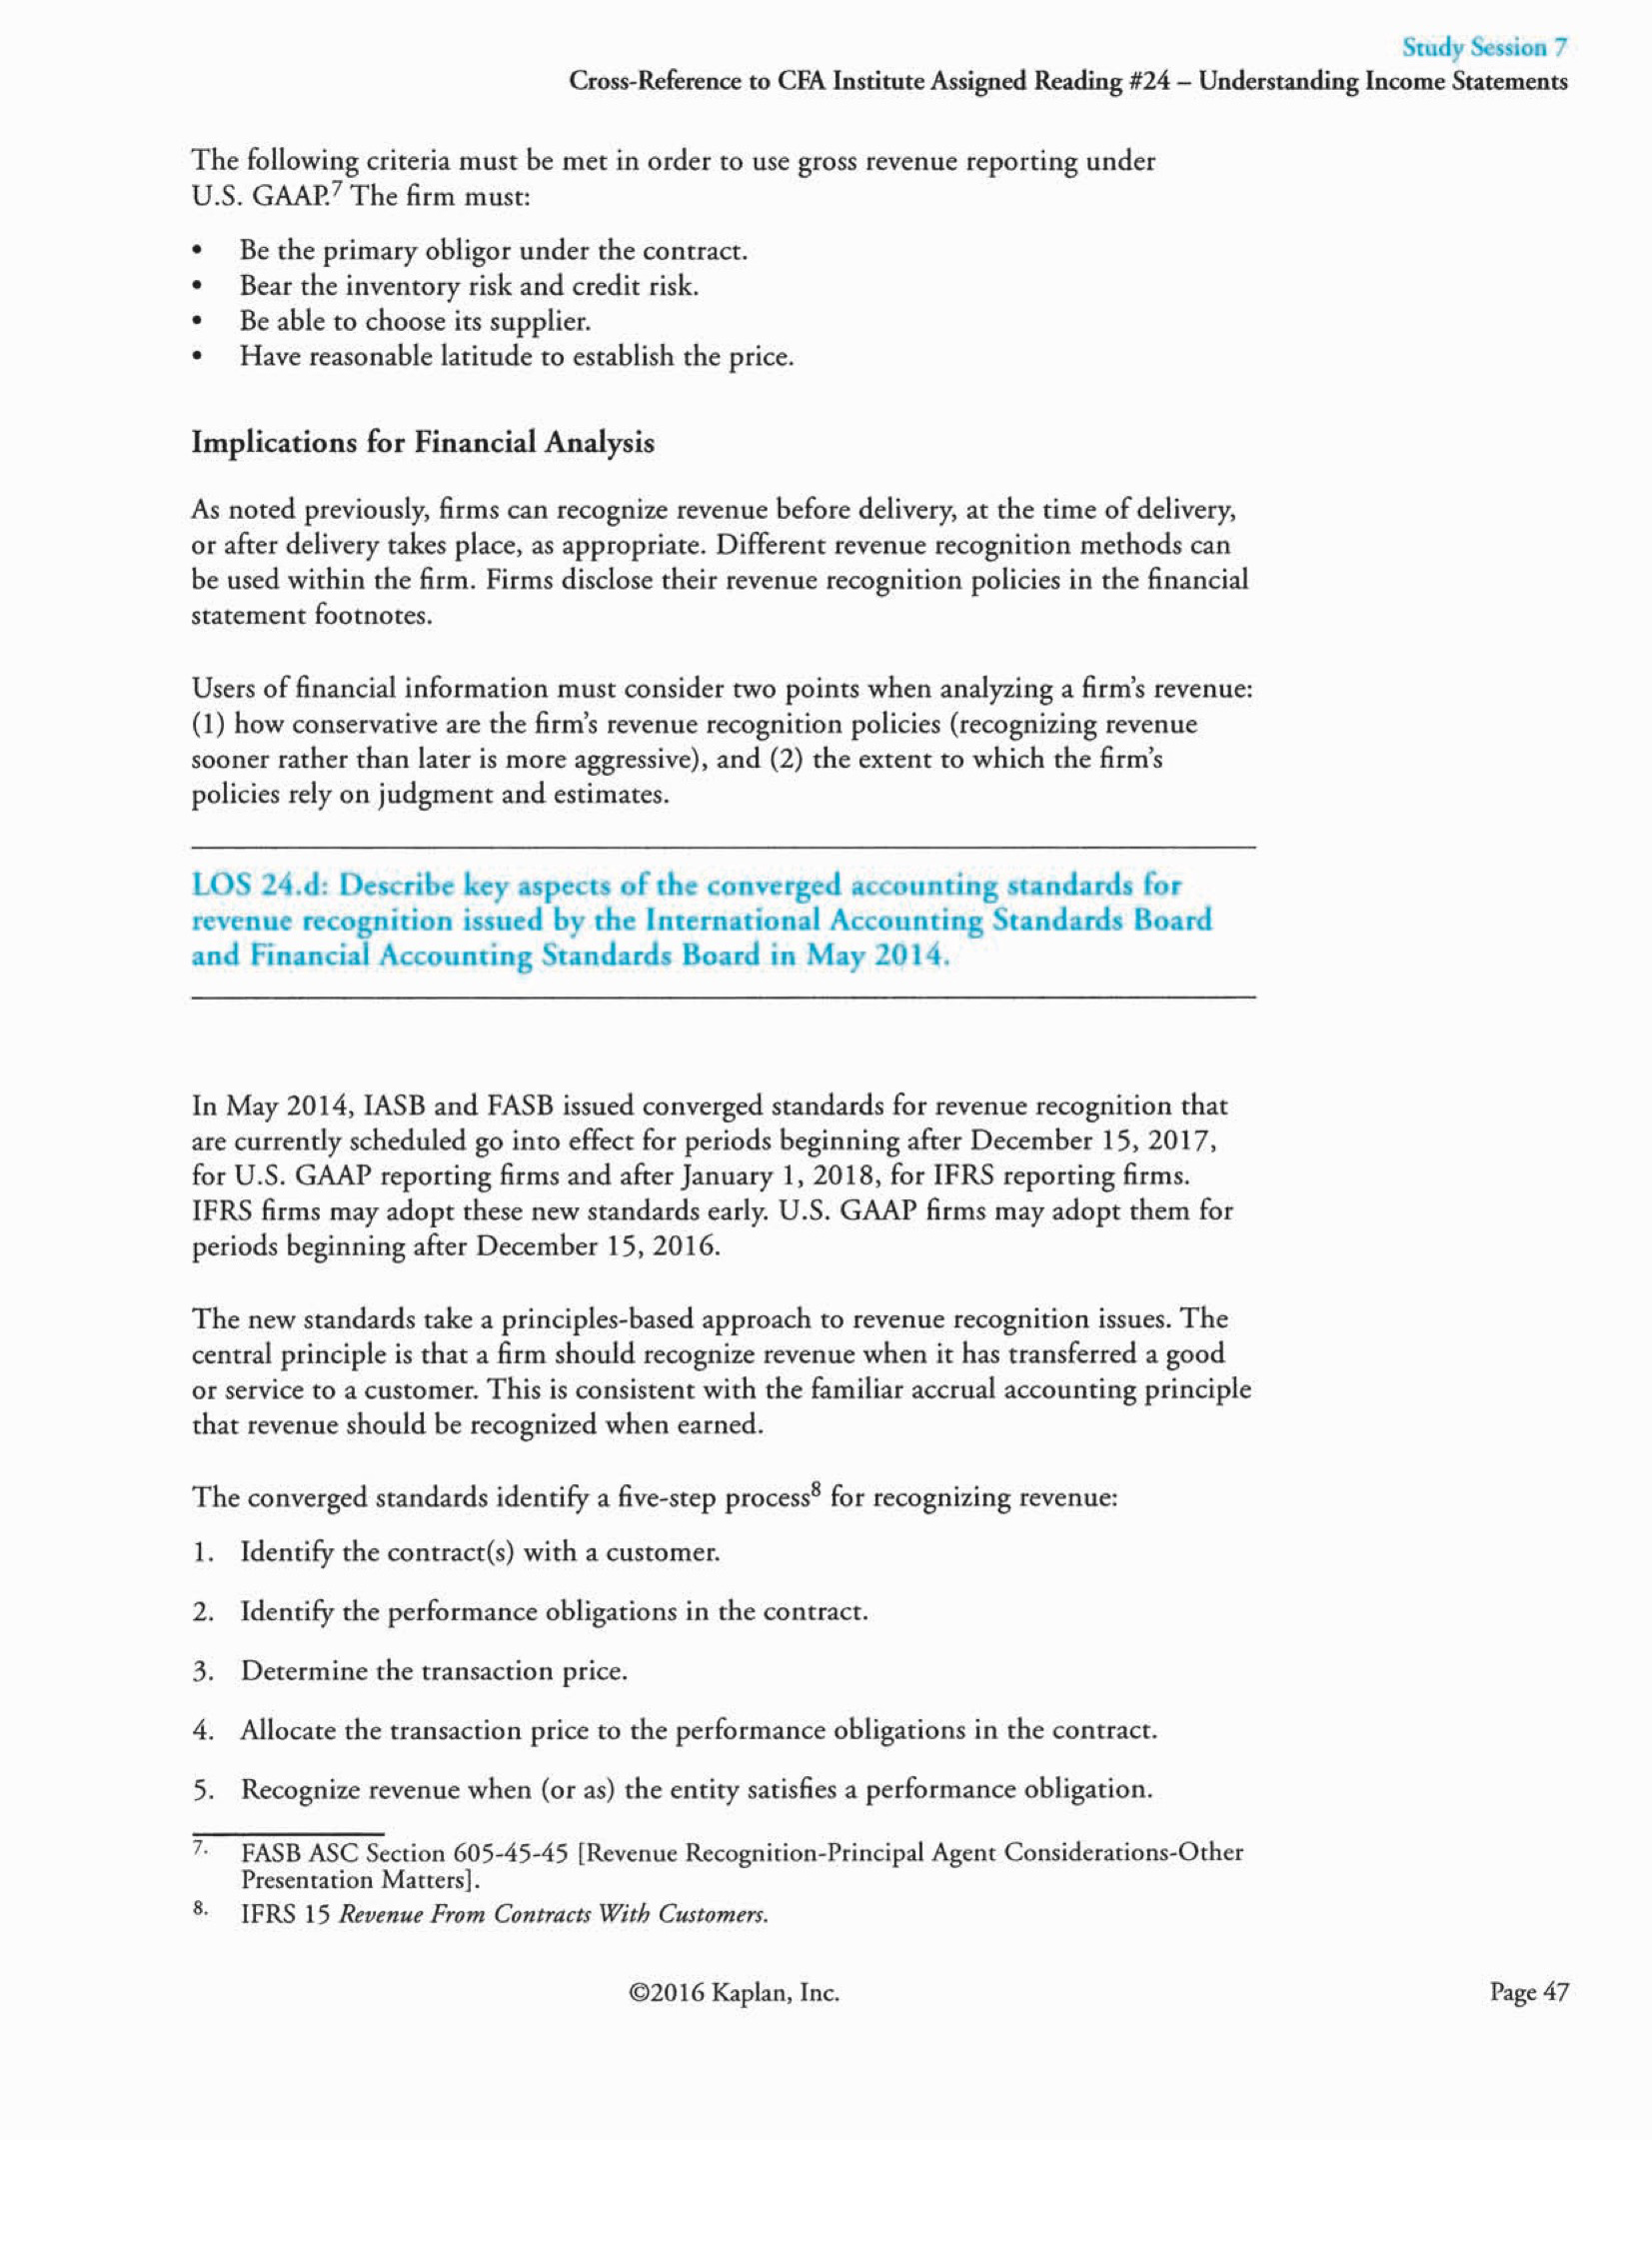 Study Session 7
Cross-Reference to CFA Institute Assigned Reading #24 – Understanding Income Statements
The following criteria must be met in order to use gross revenue reporting under
U.S. GAAP.7 The firm must:
• Be the primary obligor under the contract.
• Bear the inventory risk and credit risk.
• Be able to choose its supplier.
• Have reasonable latitude to establish the price.
Implications for Financial Analysis
As noted previously, firms can recognize revenue before delivery, at the time of delivery,
or after delivery takes place, as appropriate. Different revenue recognition methods can
be used within the firm. Firms disclose their revenue recognition policies in the financial
statement footnotes.
Users of financial information must consider two points when analyzing a firm's revenue:
(1) how conservative are the firm's revenue recognition policies (recognizing revenue
sooner rather than later is more aggressive), and (2) the extent to which the firm's
policies rely on judgment and estimates.
LOS 24.d: Describe key aspects of the converged accounting standards for
revenue recognition issued by the International Accounting Standards Board
and Financial Accounting Standards Board in May 2014.
In May 2014, IASB and FASB issued converged standards for revenue recognition that
are currently scheduled go into effect for periods beginning after December 15, 2017,
for U.S. GAAP reporting firms and after January 1, 2018, for IFRS reporting firms.
IFRS firms may adopt these new standards early. U.S. GAAP firms may adopt them for
periods beginning after December 15, 2016.
The new standards take a principles-based approach to revenue recognition issues. The
central principle is that a firm should recognize revenue when it has transferred a good
or service to a customer. This is consistent with the familiar accrual accounting principle
that revenue should be recognized when earned.
The converged standards identify a five-step process8 for recognizing revenue:
1. Identify the contract(s) with a customer.
2. Identify the performance obligations in the contract.
3. Determine the transaction price.
4. Allocate the transaction price to the performance obligations in the contract.
5. Recognize revenue when (or as) the entity satisfies a performance obligation.
7. FASB ASC Section 605-45-45 [Revenue Recognition-Principal Agent Considerations-Other
Presentation Matters].
8. IFRS 15 Revenue From Contracts With Customers.
©2016 Kaplan, Inc.
Page 47